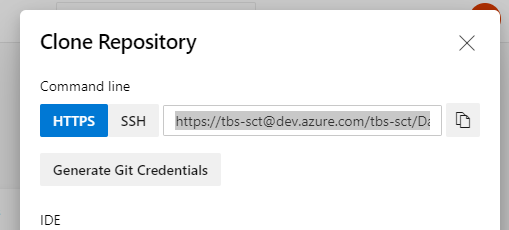 Clone Repository
Command line
HTTPS SSH https://tbs-sct@dev.azure.com/tbs-sct/Da
Generate Git Credentials
IDE